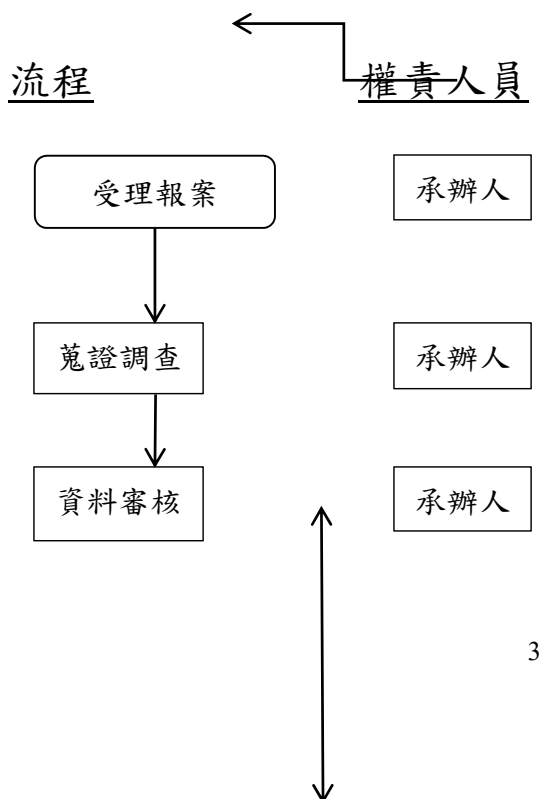 流程 權責人員
受理報案 承辦人
蒐證調查 承辦人
資料審核 承辦人
3